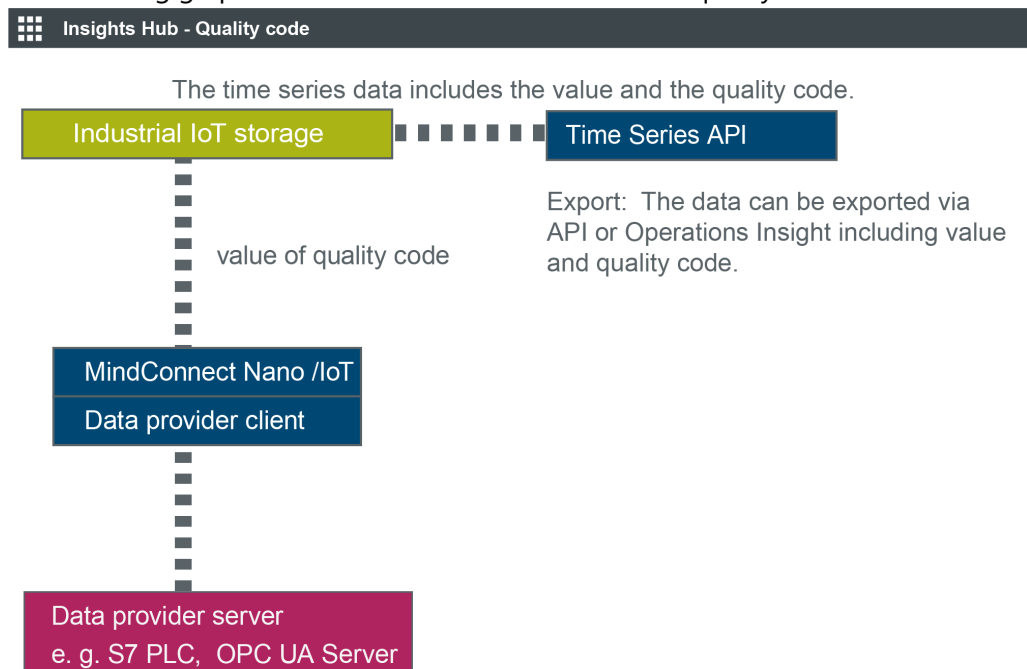 Insights Hub - Quality code
The time series data includes the value and the quality code.
Industrial IoT storage
Time Series API
Export:  The data can be exported via
API or Operations Insight including value
and quality code.
value of quality code
MindConnect Nano /IoT
Data provider client
Data provider server
e. g. S7 PLC,  OPC UA Server